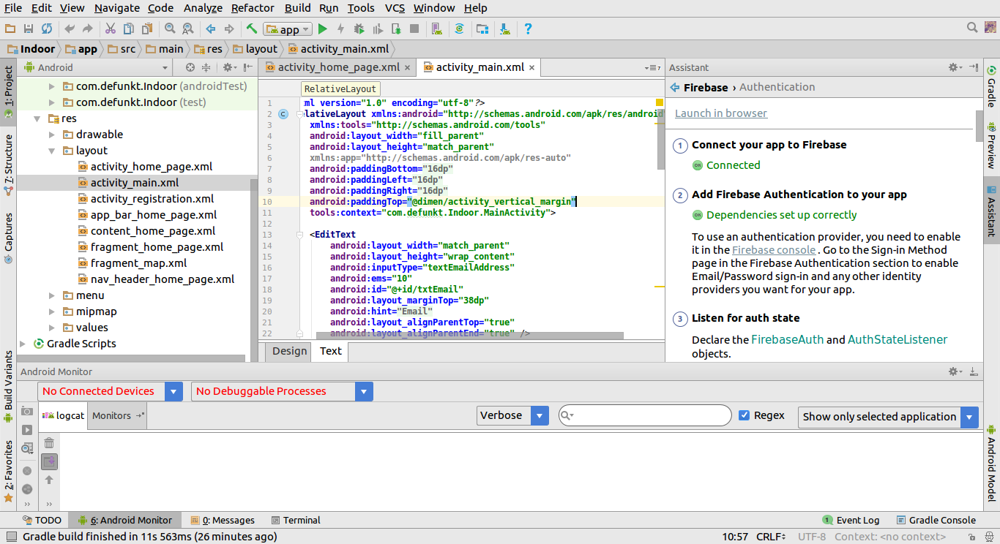 File Edit View Navigate Code Analyze Refactor Build Run Tools VCS Window Help
app
Indoor app src main res layout activity_main.xml
1: Project
7: Structure
Captures
Build Variants
2: Favorites
Android
com.defunkt.Indoor (androidTest)
com.defunkt.Indoor (test)
res
drawable
layout
activity_home_page.xml
activity_main.xml
activity_registration.xml
app_bar_home_page.xml
content_home_page.xml
fragment_home_page.xml
fragment_map.xml
nav_header_home_page.xml
menu
mipmap
values
Gradle Scripts
activity_home_page.xml × activity_main.xml × 7
RelativeLayout
1 ml version="1.0" encoding="utf-8"?>
2 C lativeLayout xmlns:android="http://schemas.android.com/apk/res/android
3 xmlns:tools="http://schemas.android.com/tools"
4 android:layout_width="fill_parent"
5 android:layout_height="match_parent"
6 xmlns:app="http://schemas.android.com/apk/res-auto"
7 android:paddingBottom="16dp"
8 android:paddingLeft="16dp"
9 android:paddingRight="16dp"
10 android:paddingTop="@dimen/activity_vertical_margin"
11 tools:context="com.defunkt.Indoor.MainActivity">
12
13 <EditText
14 android:layout_width="match_parent"
15 android:layout_height="wrap_content"
16 android:inputType="textEmailAddress"
17 android:ems="10"
18 android:id="@+id/txtEmail"
19 android:layout_marginTop="38dp"
20 android:hint="Email"
21 android:layout_alignParentTop="true"
22 android:layout_alignParentEnd="true" />
Design Text
Assistant
Firebase › Authentication
Launch in browser
1 Connect your app to Firebase
OK Connected
2 Add Firebase Authentication to your app
OK Dependencies set up correctly
To use an authentication provider, you need to enable
it in the Firebase console . Go to the Sign-in Method
page in the Firebase Authentication section to enable
Email/Password sign-in and any other identity
providers you want for your app.
3 Listen for auth state
Declare the FirebaseAuth and AuthStateListener
objects.
Gradle
Preview
Assistant
Android Model
Android Monitor
No Connected Devices No Debuggable Processes
logcat Monitors Verbose Regex Show only selected application
TODO 6: Android Monitor 0: Messages Terminal 1 Event Log Gradle Console
Gradle build finished in 11s 563ms (26 minutes ago) 10:57 CRLF UTF-8 Context: <no context>